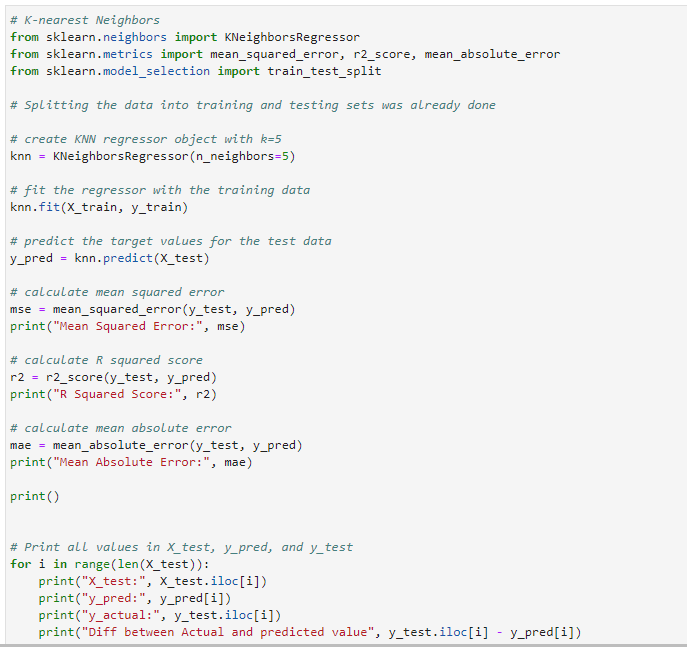 # K-nearest Neighbors
from sklearn.neighbors import KNeighborsRegressor
from sklearn.metrics import mean_squared_error, r2_score, mean_absolute_error
from sklearn.model_selection import train_test_split
# Splitting the data into training and testing sets was already done
# create KNN regressor object with k=5
knn = KNeighborsRegressor(n_neighbors=5)
# fit the regressor with the training data
knn.fit(X_train, y_train)
# predict the target values for the test data
y_pred = knn.predict(X_test)
# calculate mean squared error
mse = mean_squared_error(y_test, y_pred)
print("Mean Squared Error:", mse)
# calculate R squared score
r2 = r2_score(y_test, y_pred)
print("R Squared Score:", r2)
# calculate mean absolute error
mae = mean_absolute_error(y_test, y_pred)
print("Mean Absolute Error:", mae)
print()
# Print all values in X_test, y_pred, and y_test
for i in range(len(X_test)):
    print("X_test:", X_test.iloc[i])
    print("y_pred:", y_pred[i])
    print("y_actual:", y_test.iloc[i])
    print("Diff between Actual and predicted value", y_test.iloc[i] - y_pred[i])